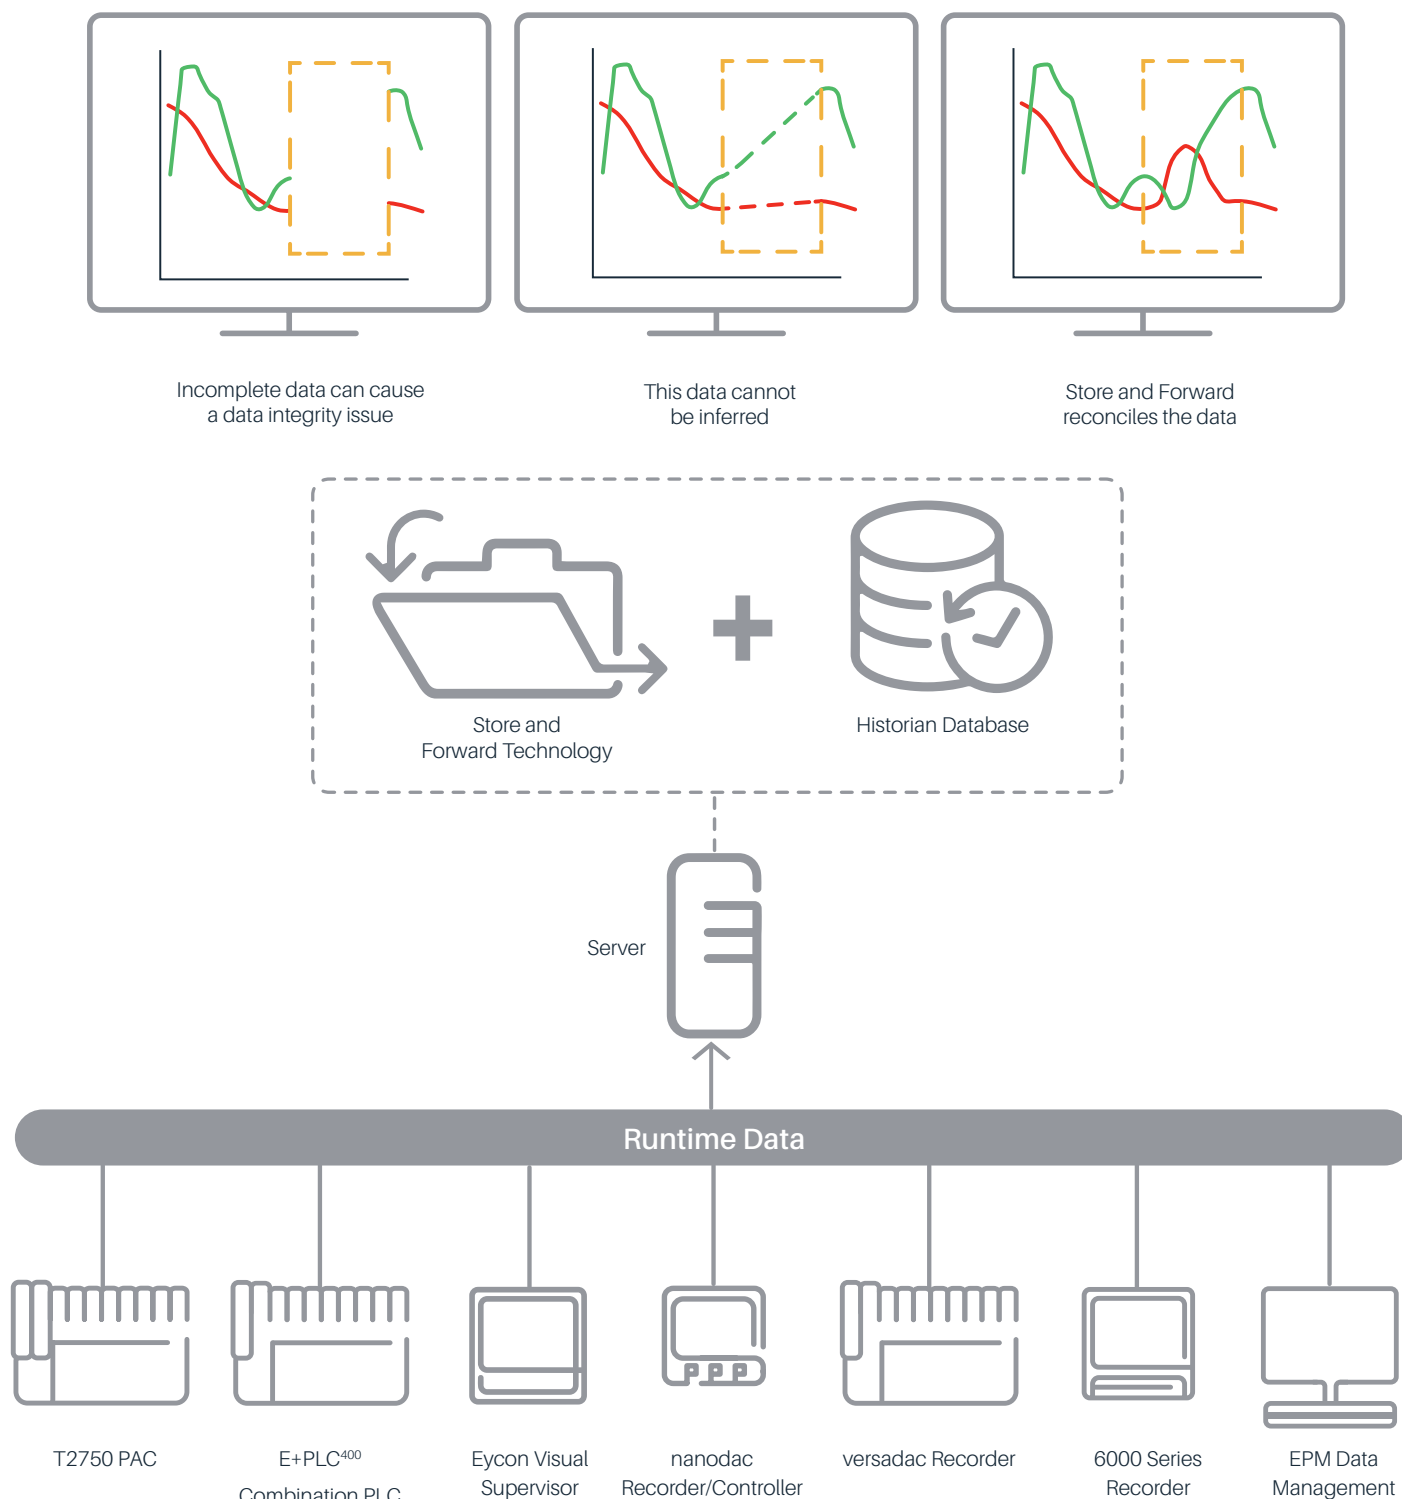 Incomplete data can cause
a data integrity issue
This data cannot
be inferred
Store and Forward
reconciles the data
Store and
Forward Technology
Historian Database
Server
Runtime Data
T2750 PAC
E+PLC400
Combination PLC
Eycon Visual
Supervisor
nanodac
Recorder/Controller
versadac Recorder
6000 Series
Recorder
EPM Data
Management